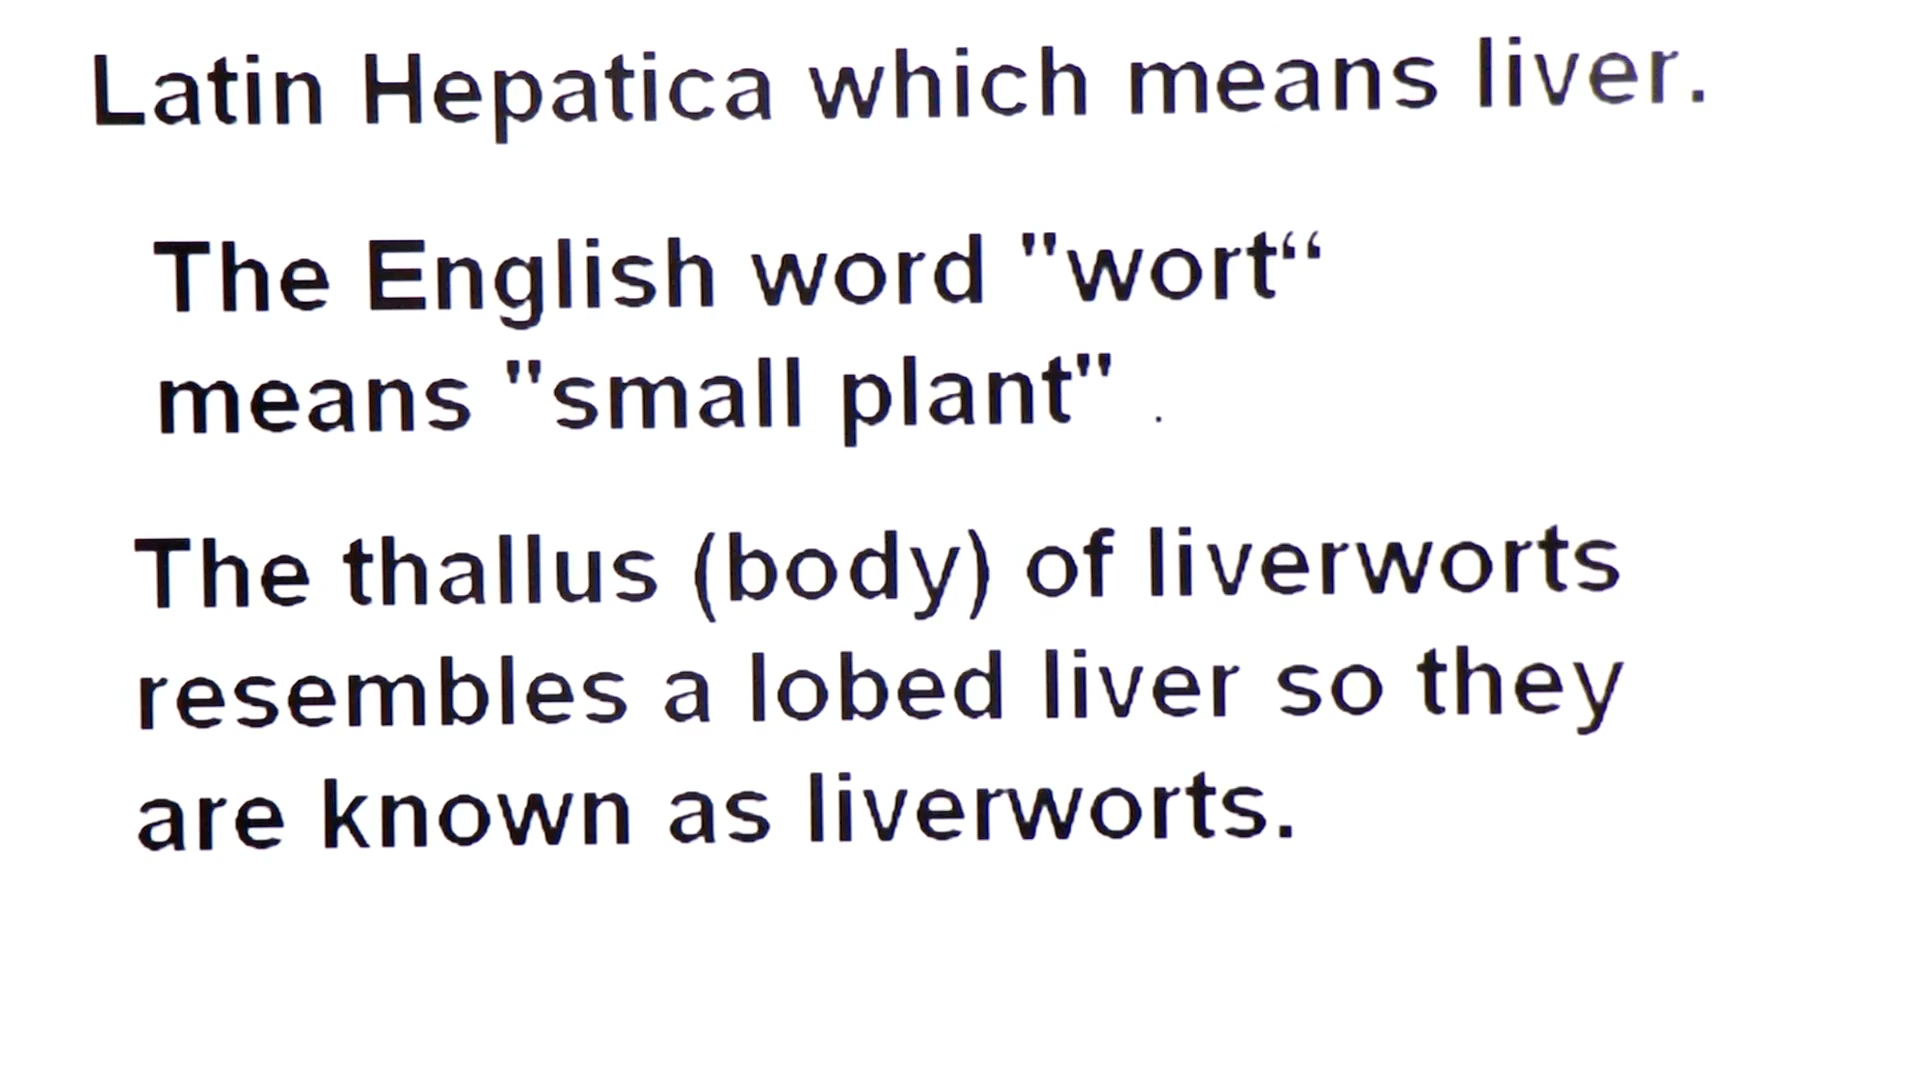 Latin Hepatica which means liver.
The English word "wort“
means "small plant" .
The thallus (body) of liverworts
resembles a lobed liver so they
are known as liverworts.